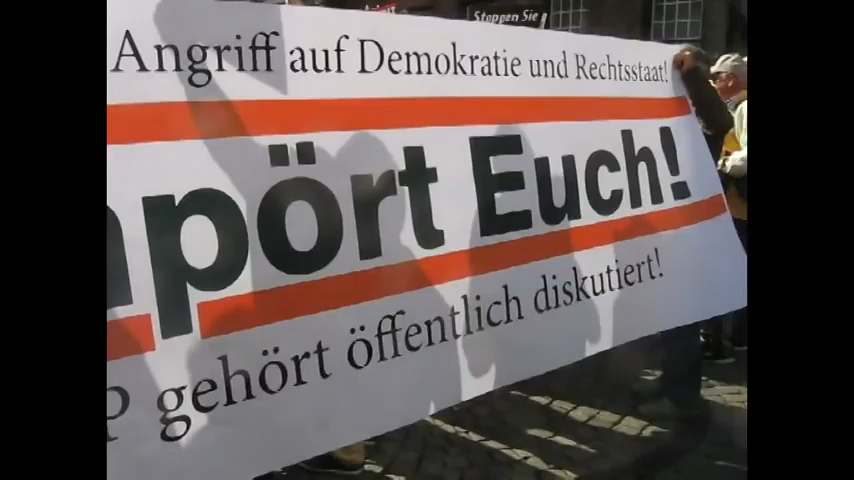 Stoppen Sie
Angriff auf Demokratie und Rechtsstaat!
pört Euch!
P gehört öffentlich diskutiert!